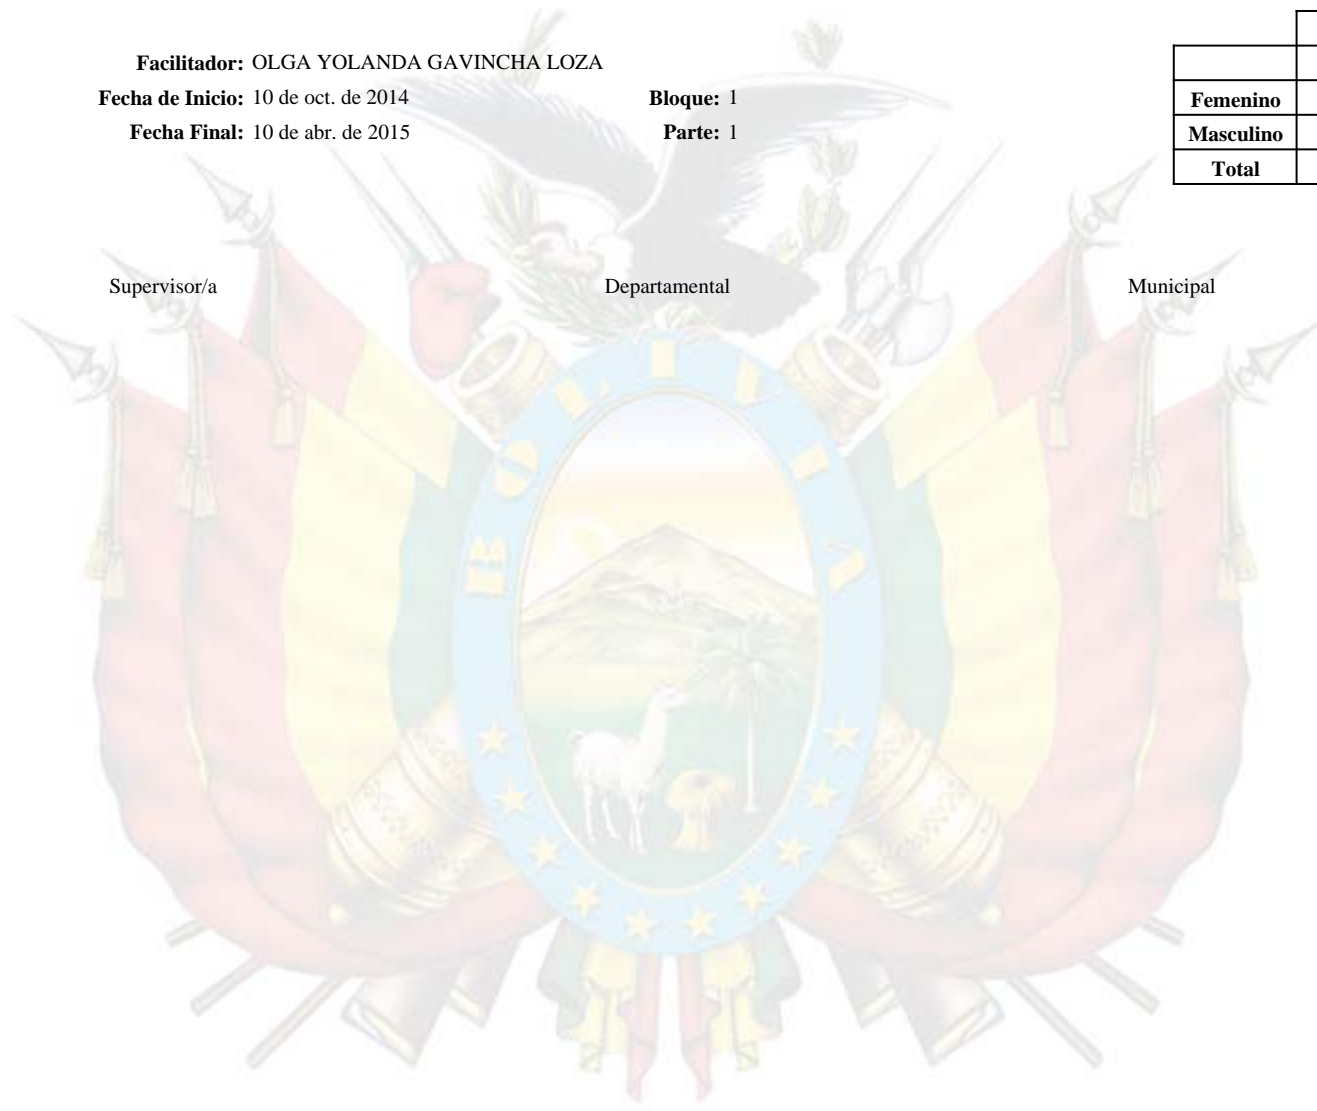 Facilitador: OLGA YOLANDA GAVINCHA LOZA
Fecha de Inicio: 10 de oct. de 2014 Bloque: 1
Fecha Final: 10 de abr. de 2015 Parte: 1
Femenino
Masculino
Total
Supervisor/a Departamental Municipal
BOLIVIA